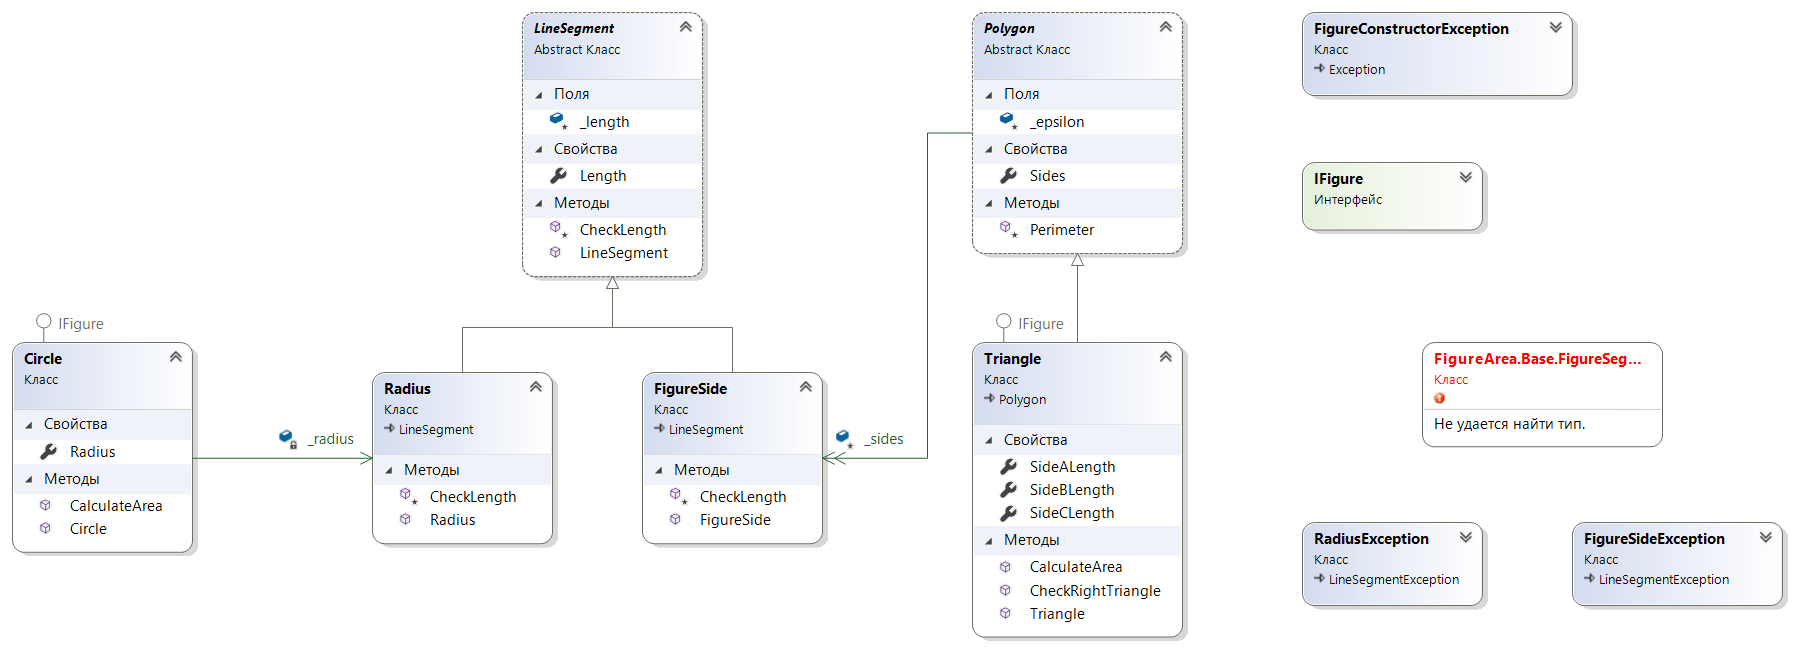 LineSegment
Abstract Класс
Поля
_length
Свойства
Length
Методы
CheckLength
LineSegment
Polygon
Abstract Класс
Поля
_epsilon
Свойства
Sides
Методы
Perimeter
FigureConstructorException
Класс
Exception
IFigure
Интерфейс
IFigure
Circle
Класс
Свойства
Radius
Методы
CalculateArea
Circle
_radius
Radius
Класс
LineSegment
Методы
CheckLength
Radius
FigureSide
Класс
LineSegment
Методы
CheckLength
FigureSide
_sides
IFigure
Triangle
Класс
Polygon
Свойства
SideALength
SideBLength
SideCLength
Методы
CalculateArea
CheckRightTriangle
Triangle
FigureArea.Base.FigureSeg...
Класс
Не удается найти тип.
RadiusException
Класс
LineSegmentException
FigureSideException
Класс
LineSegmentException